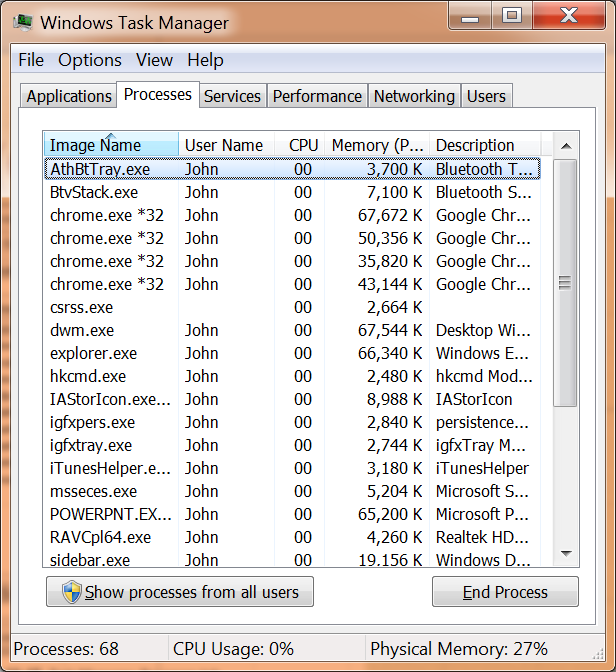 Windows Task Manager
File Options View Help
Applications Processes Services Performance Networking Users
Image Name User Name CPU Memory (P... Description
AthBtTray.exe John 00 3,700 K Bluetooth T...
BtvStack.exe John 00 7,100 K Bluetooth S...
chrome.exe *32 John 00 67,672 K Google Chr...
chrome.exe *32 John 00 50,356 K Google Chr...
chrome.exe *32 John 00 35,820 K Google Chr...
chrome.exe *32 John 00 43,144 K Google Chr...
csrss.exe 00 2,664 K
dwm.exe John 00 67,544 K Desktop Wi...
explorer.exe John 00 66,340 K Windows E...
hkcmd.exe John 00 2,480 K hkcmd Mod...
IAStorIcon.exe... John 00 8,988 K IAStorIcon
igfxpers.exe John 00 2,840 K persistence...
igfxtray.exe John 00 2,744 K igfxTray M...
iTunesHelper.e... John 00 3,180 K iTunesHelper
msseces.exe John 00 5,204 K Microsoft S...
POWERPNT.EX... John 00 65,200 K Microsoft P...
RAVCpl64.exe John 00 4,260 K Realtek HD...
sidebar.exe John 00 19,156 K Windows D...
Show processes from all users End Process
Processes: 68 CPU Usage: 0% Physical Memory: 27%